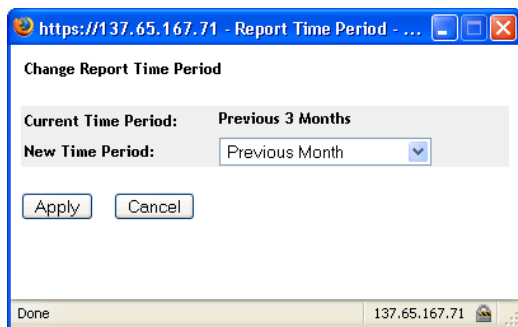 https://137.65.167.71 - Report Time Period - ...
Change Report Time Period
Current Time Period: Previous 3 Months
New Time Period: Previous Month
Apply Cancel
Done 137.65.167.71